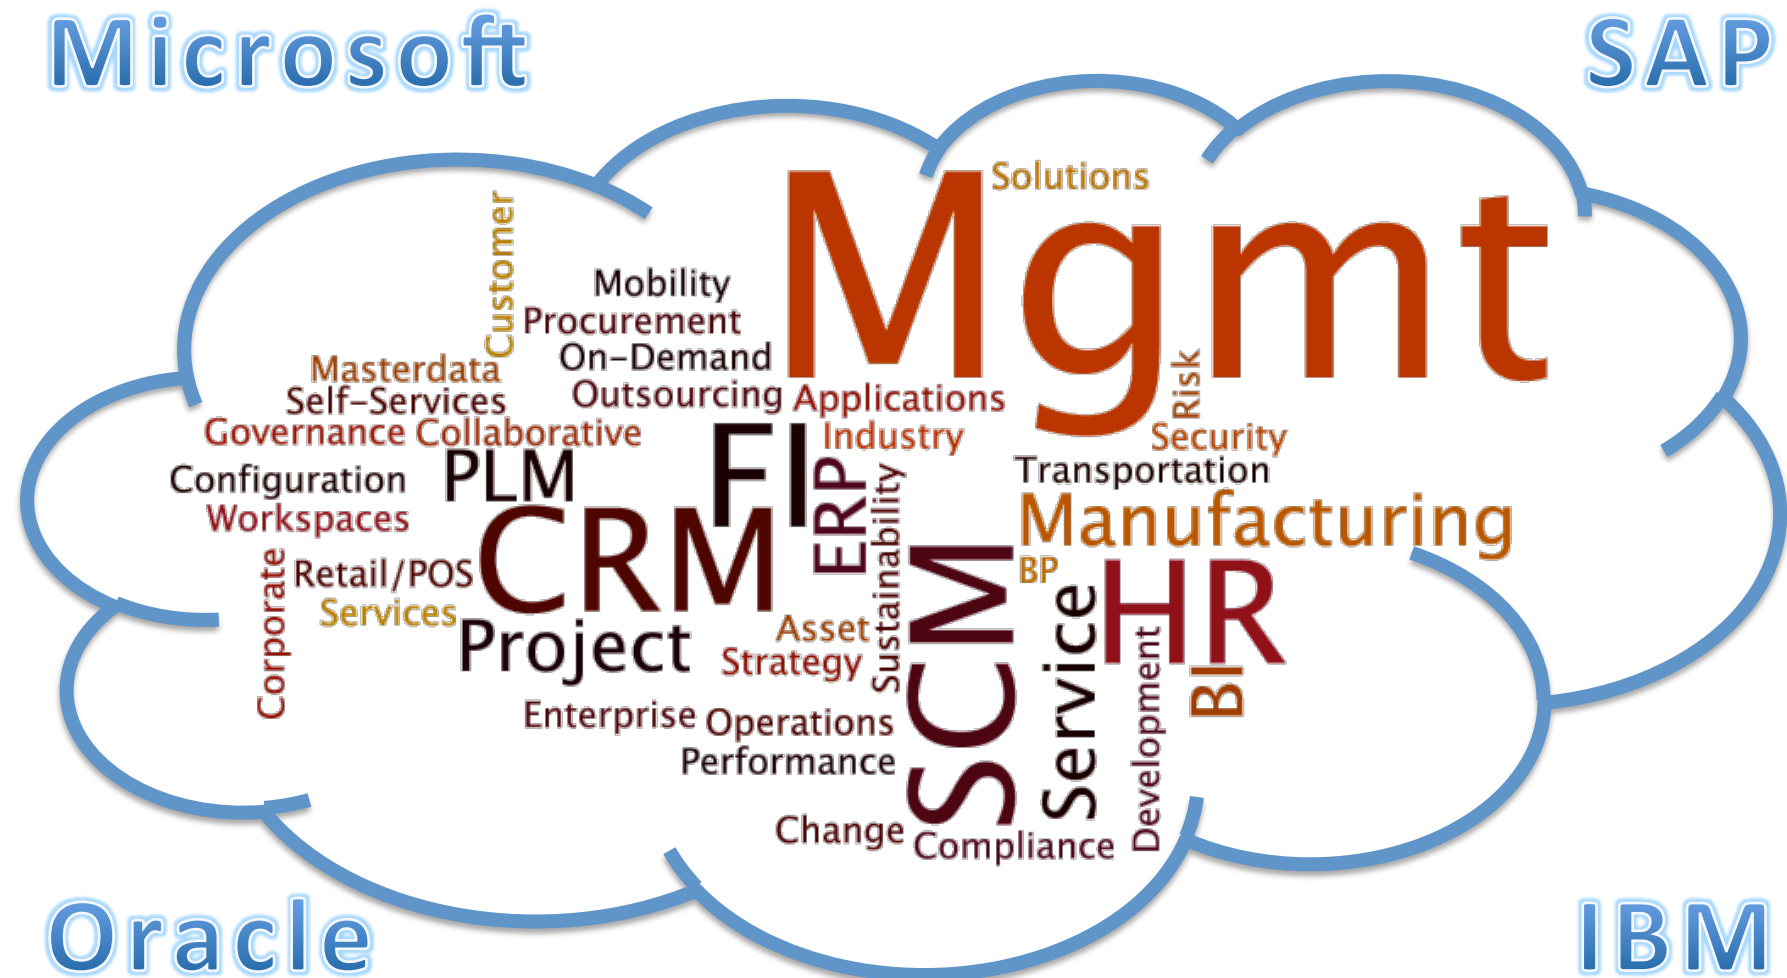 Microsoft
SAP
Solutions
Mgmt
Customer
Mobility
Procurement
On-Demand
Masterdata
Outsourcing
Self-Services
Applications
Risk
Governance
Collaborative
Industry
Security
FI
PLM
ERP
Sustainability
Transportation
Configuration
Workspaces
CRM
Manufacturing
Corporate
Retail/POS
BP
HR
Services
SCM
Service
Project
Asset
Strategy
Development
BI
Enterprise
Operations
Performance
Change
Compliance
Oracle
IBM